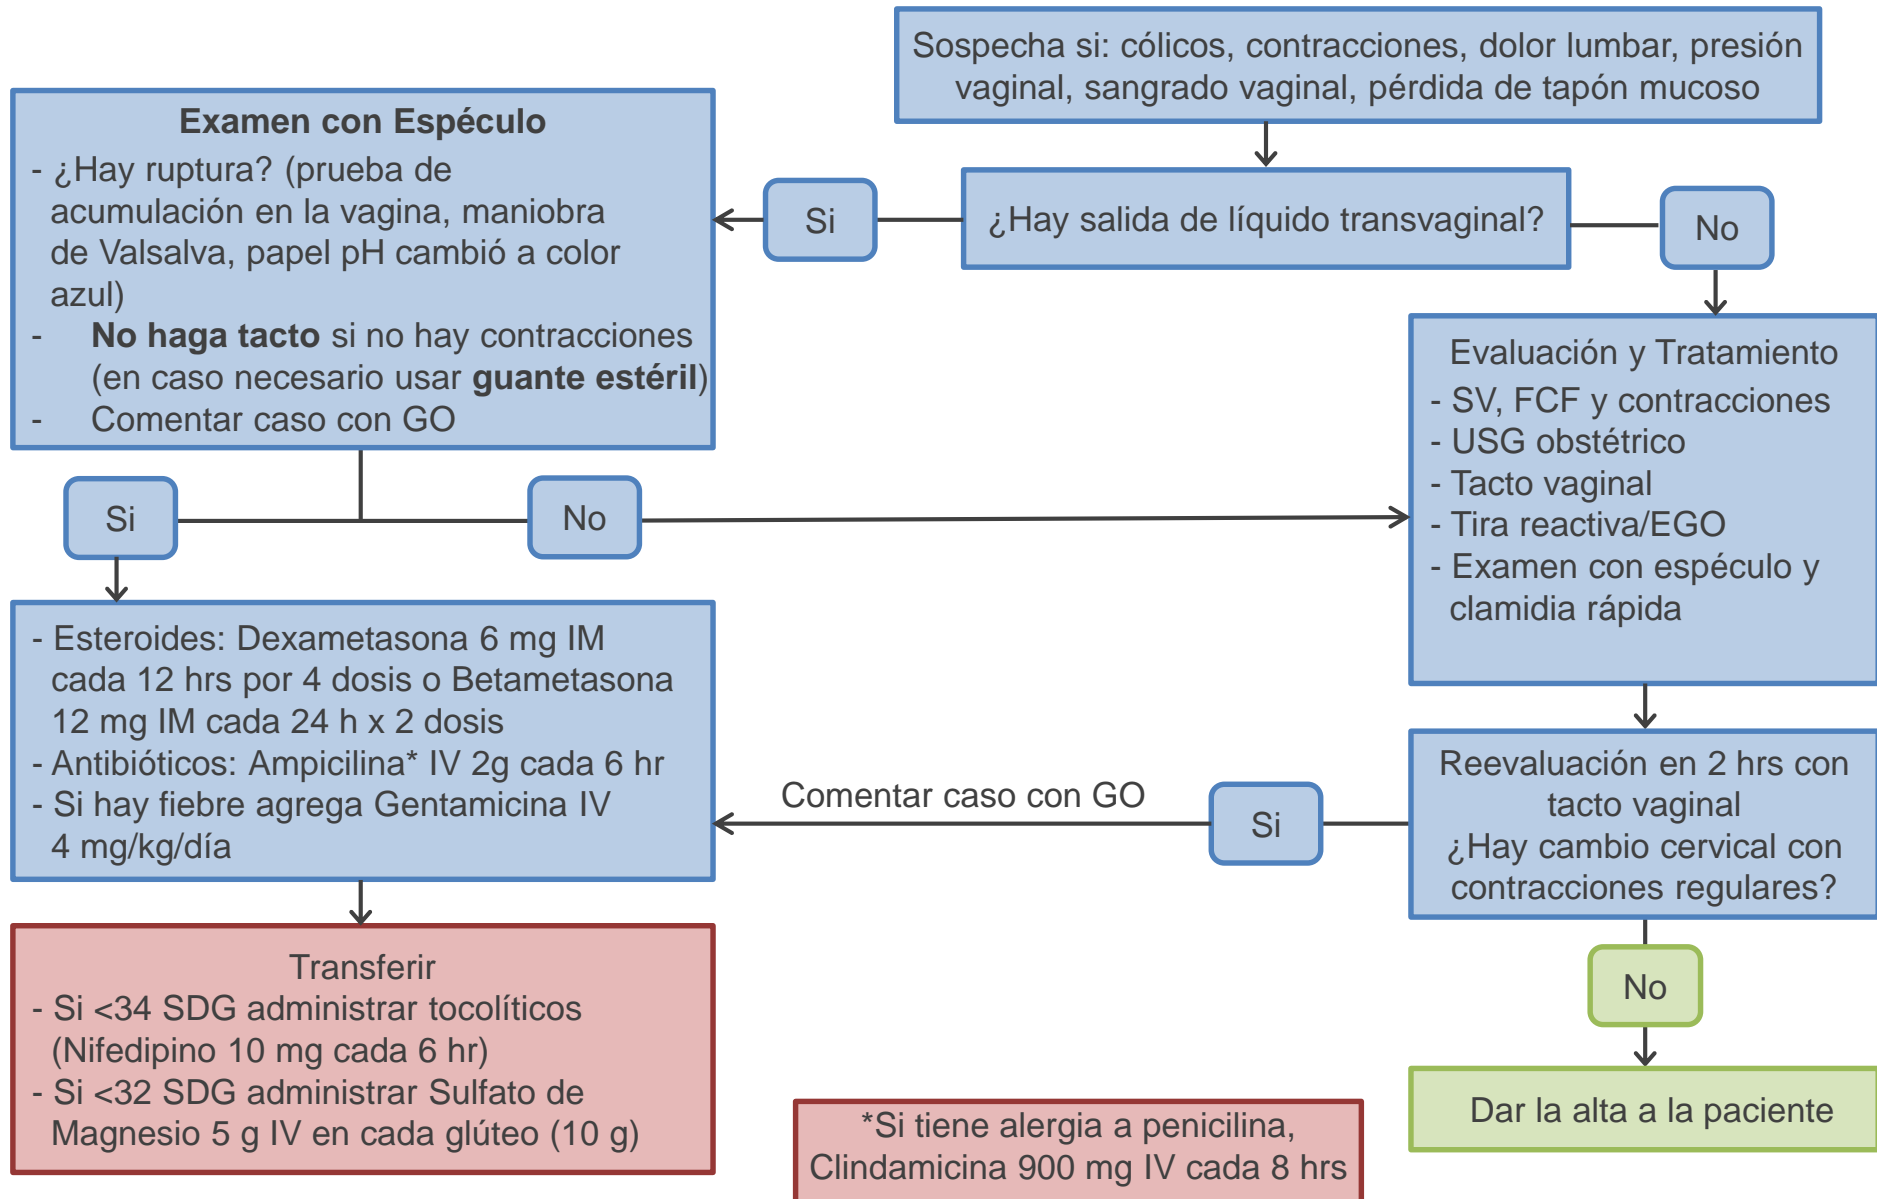 Sospecha si: cólicos, contracciones, dolor lumbar, presión
vaginal, sangrado vaginal, pérdida de tapón mucoso
¿Hay salida de líquido transvaginal?
Si
No
Examen con Espéculo
- ¿Hay ruptura? (prueba de
acumulación en la vagina, maniobra
de Valsalva, papel pH cambió a color
azul)
- No haga tacto si no hay contracciones
(en caso necesario usar guante estéril)
- Comentar caso con GO
Si
No
Evaluación y Tratamiento
- SV, FCF y contracciones
- USG obstétrico
- Tacto vaginal
- Tira reactiva/EGO
- Examen con espéculo y
clamidia rápida
- Esteroides: Dexametasona 6 mg IM
cada 12 hrs por 4 dosis o Betametasona
12 mg IM cada 24 h x 2 dosis
- Antibióticos: Ampicilina* IV 2g cada 6 hr
- Si hay fiebre agrega Gentamicina IV
4 mg/kg/día
Reevaluación en 2 hrs con
tacto vaginal
¿Hay cambio cervical con
contracciones regulares?
Si
Comentar caso con GO
No
Dar la alta a la paciente
Transferir
- Si <34 SDG administrar tocolíticos
(Nifedipino 10 mg cada 6 hr)
- Si <32 SDG administrar Sulfato de
Magnesio 5 g IV en cada glúteo (10 g)
*Si tiene alergia a penicilina,
Clindamicina 900 mg IV cada 8 hrs